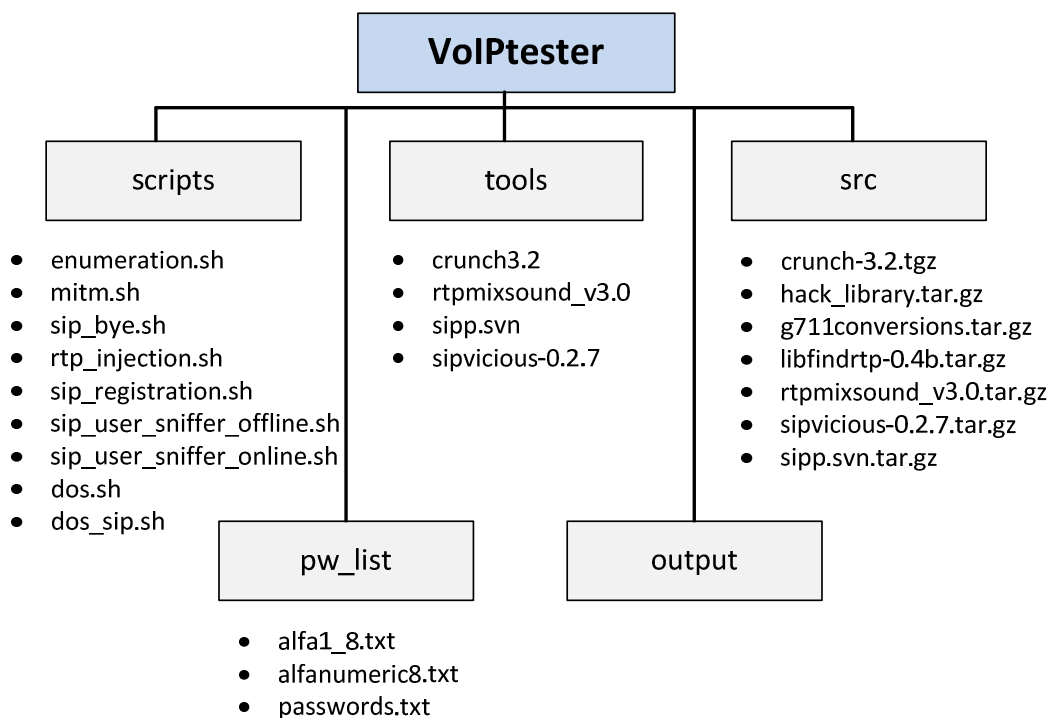 VoIPtester
scripts
enumeration.sh
mitm.sh
sip_bye.sh
rtp_injection.sh
sip_registration.sh
sip_user_sniffer_offline.sh
sip_user_sniffer_online.sh
dos.sh
dos_sip.sh
tools
crunch3.2
rtpmixsound_v3.0
sipp.svn
sipvicious-0.2.7
src
crunch-3.2.tgz
hack_library.tar.gz
g711conversions.tar.gz
libfindrtp-0.4b.tar.gz
rtpmixsound_v3.0.tar.gz
sipvicious-0.2.7.tar.gz
sipp.svn.tar.gz
pw_list
alfa1_8.txt
alfanumeric8.txt
passwords.txt
output